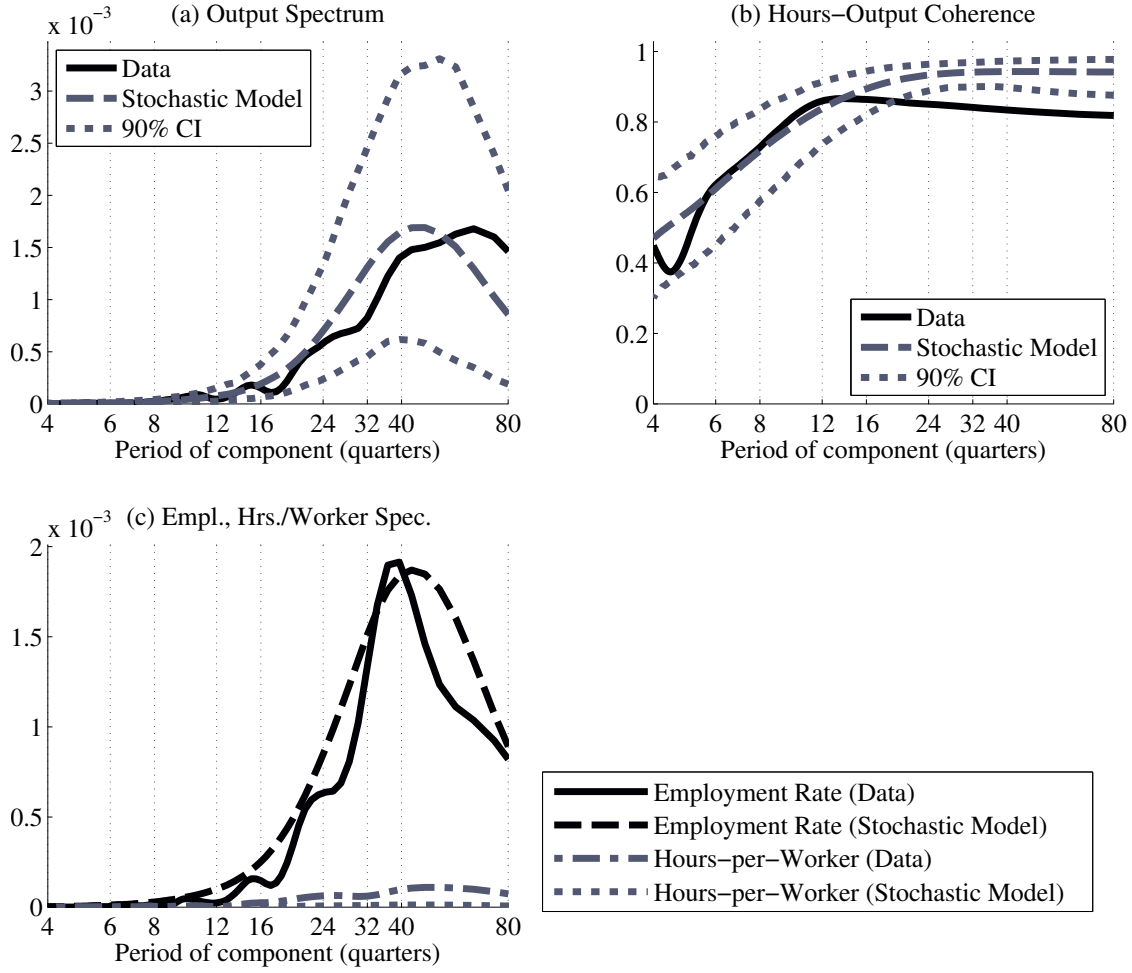 (a) Output Spectrum
x 10−3
3
2.5
2
1.5
1
0.5
0
4 6 8 12 16 24 32 40 80
Period of component (quarters)
Data
Stochastic Model
90% CI
(b) Hours−Output Coherence
1
0.8
0.6
0.4
0.2
0
4 6 8 12 16 24 32 40 80
Period of component (quarters)
Data
Stochastic Model
90% CI
(c) Empl., Hrs./Worker Spec.
x 10−3
2
1.5
1
0.5
0
4 6 8 12 16 24 32 40 80
Period of component (quarters)
Employment Rate (Data)
Employment Rate (Stochastic Model)
Hours−per−Worker (Data)
Hours−per−Worker (Stochastic Model)